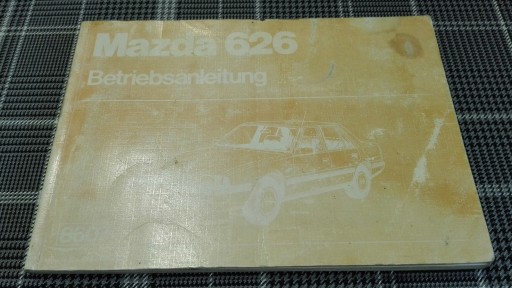 Mazda 626
Betriebsanleitung